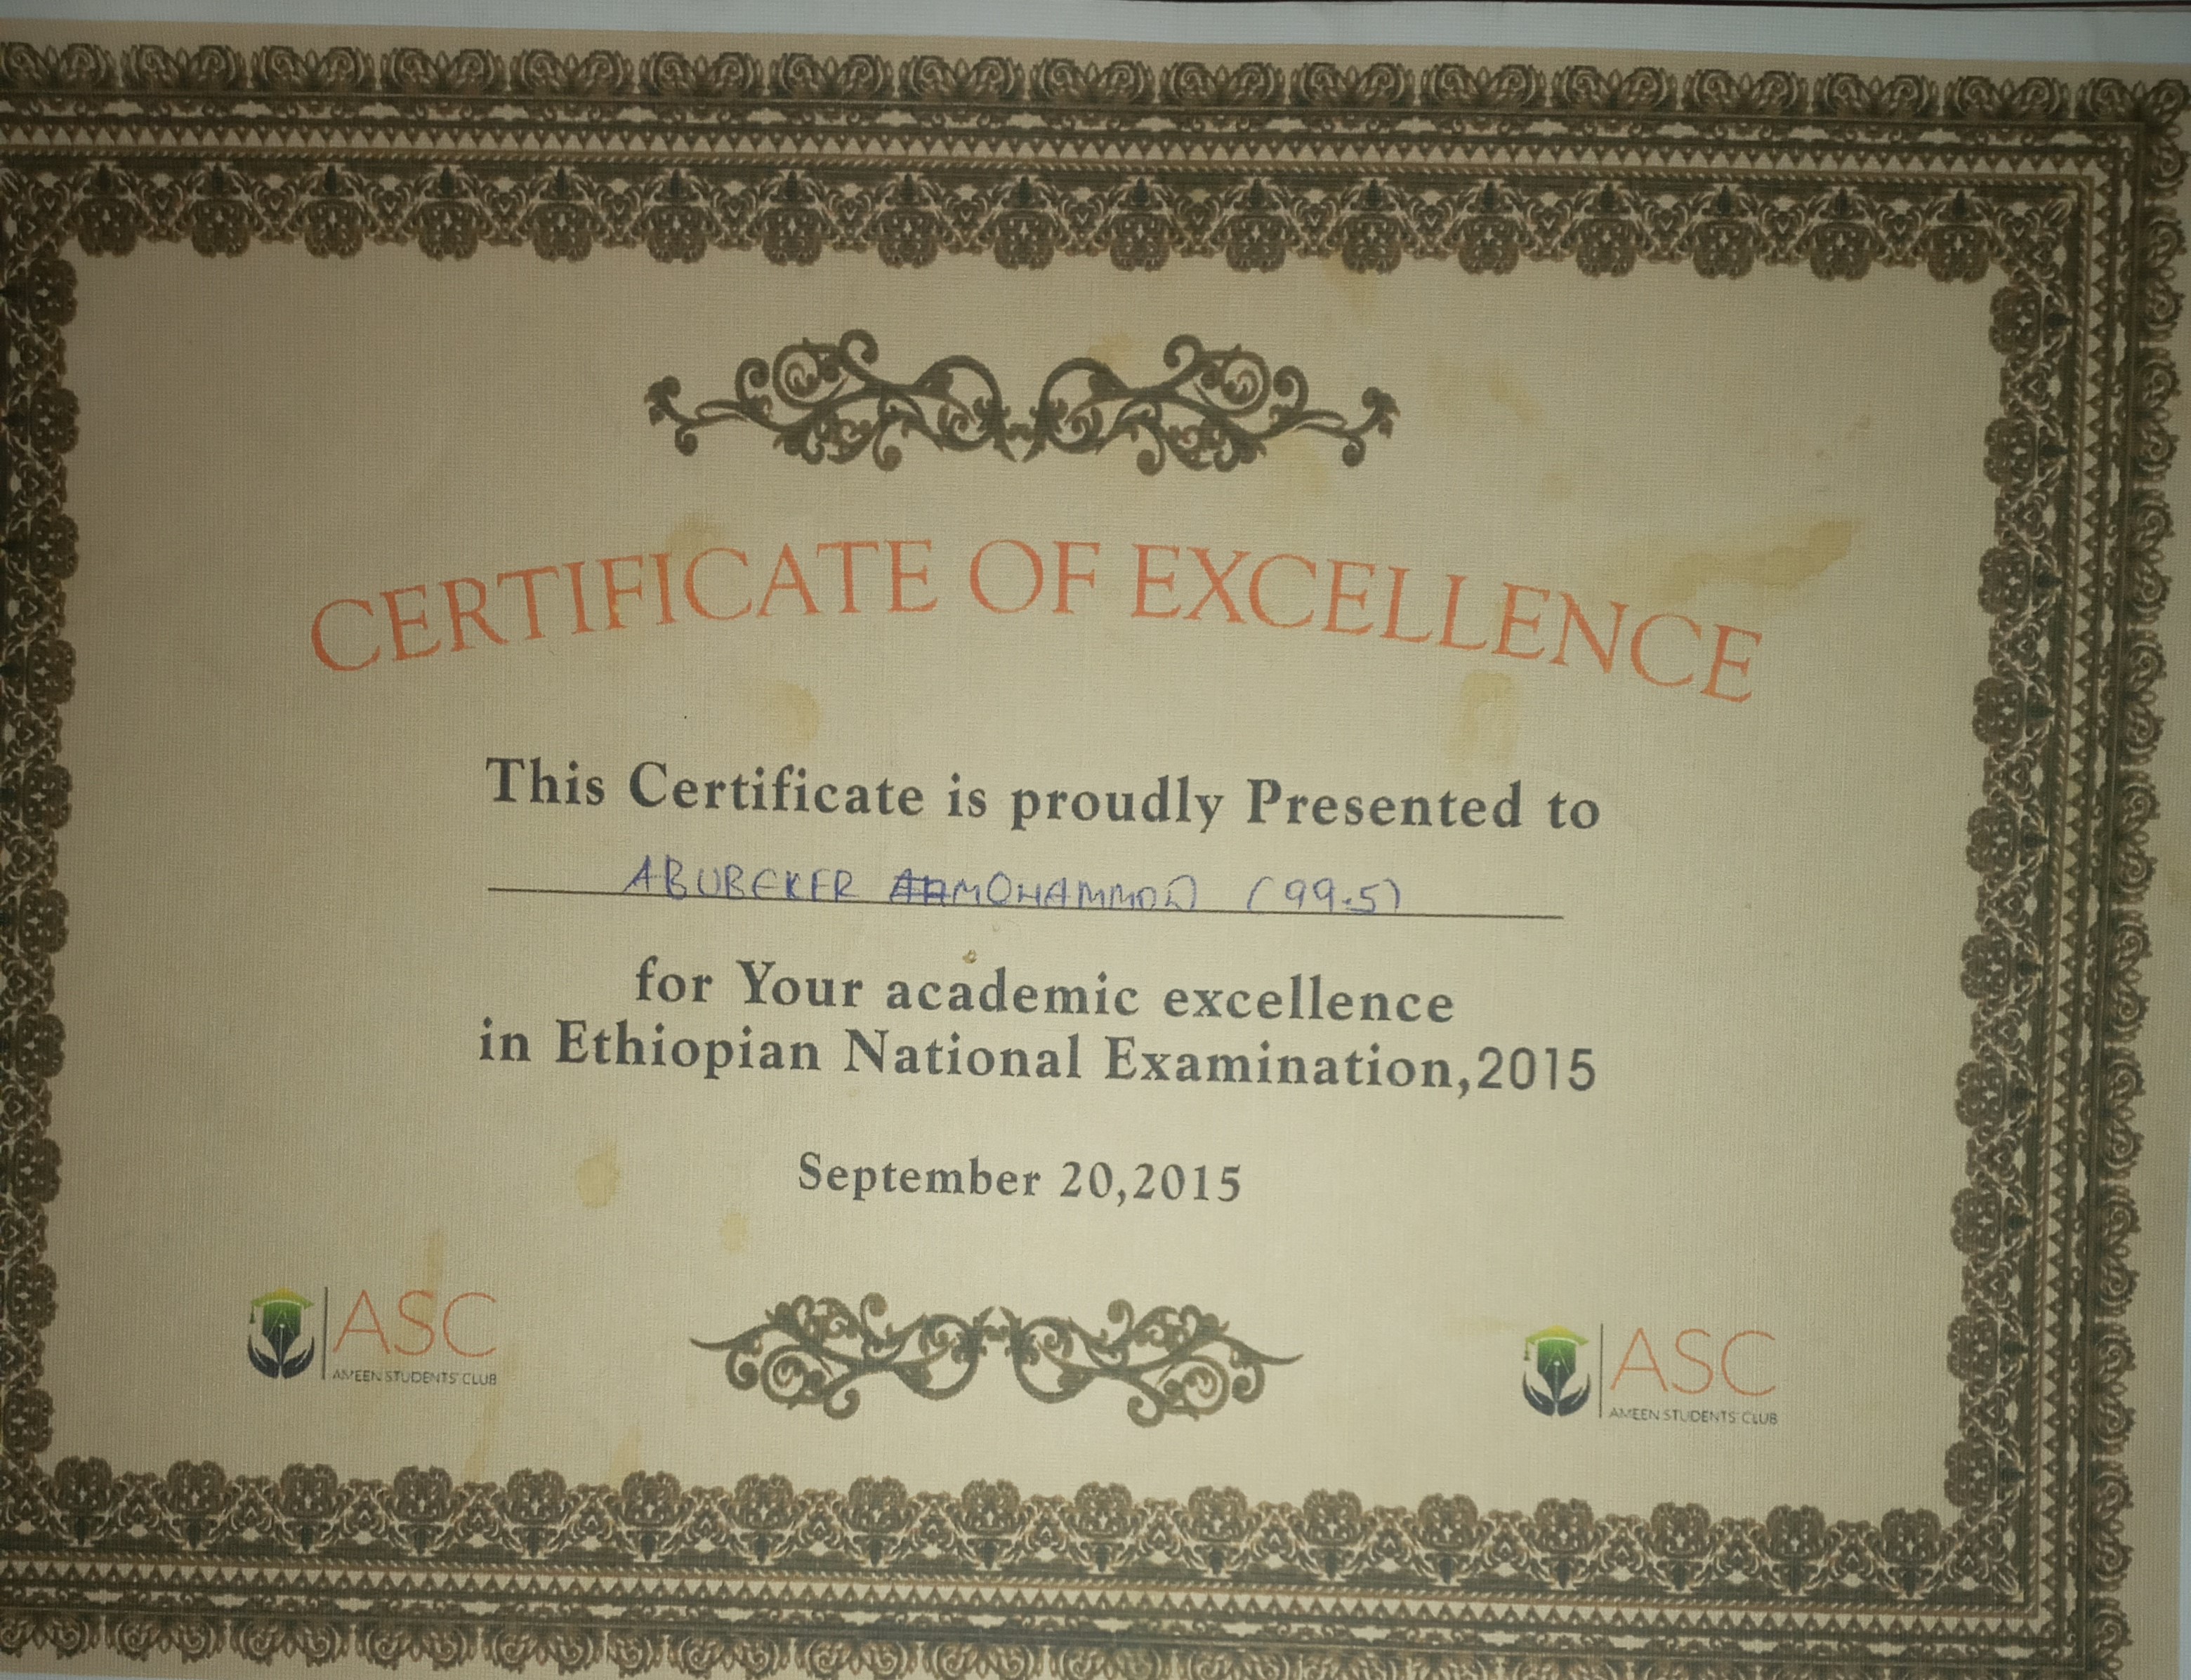 CERTIFICATE OF EXCELLENCE
This Certificate is proudly Presented to
ABUBEKER MOHAMMOD (99.5)
for Your academic excellence
in Ethiopian National Examination,2015
September 20,2015
ASC
AMEEN STUDENTS' CLUB
ASC
AMEEN STUDENTS' CLUB